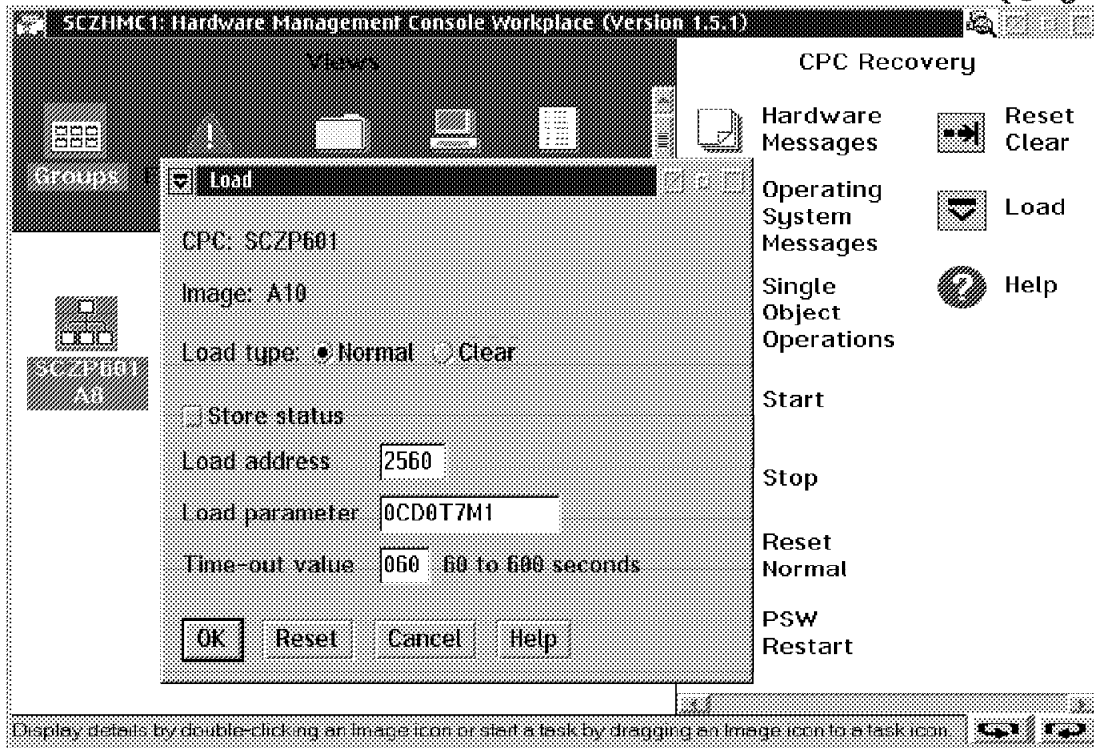 SCZHMC1: Hardware Management Console Workplace (Version 1.5.1)
Views
Groups
CPC Recovery
Hardware
Messages
Reset
Clear
Operating
System
Messages
Load
Single
Object
Operations
Help
Start
Stop
Reset
Normal
PSW
Restart
SCZP601
A0
Load
CPC: SCZP601
Image: A10
Load type: Normal Clear
Store status
Load address 2560
Load parameter 0CD0T7M1
Time-out value 060 60 to 600 seconds
OK Reset Cancel Help
Display details by double-clicking an Image icon or start a task by dragging an Image icon to a task icon.